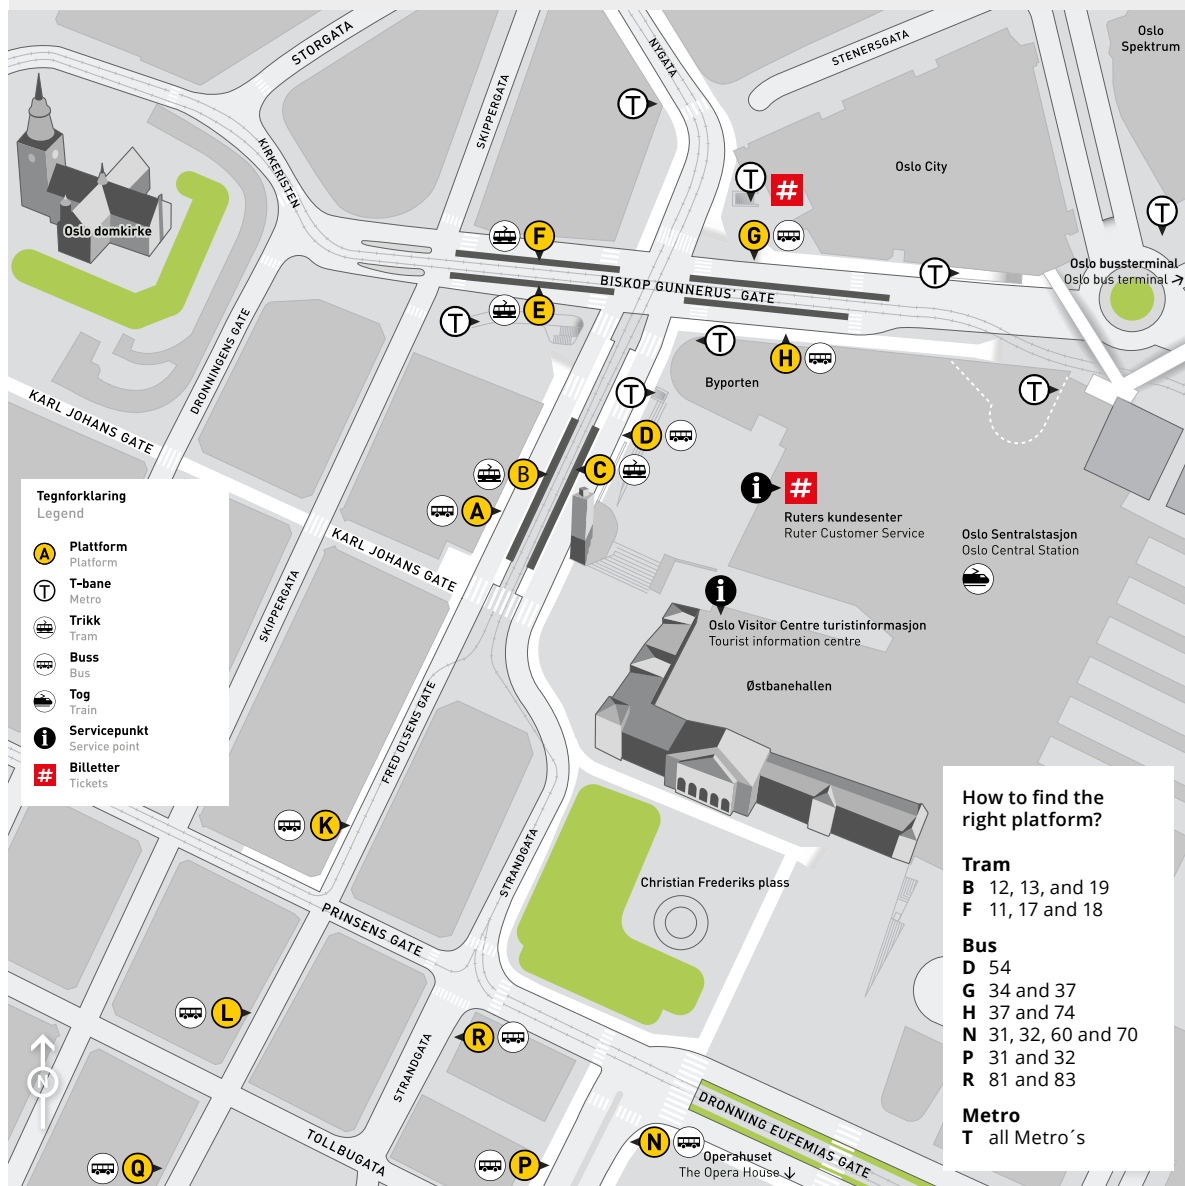 STORGATA
NYGATA
STENERSGATA
Oslo
Spektrum
SKIPPERGATA
T
KIRKERISTEN
Oslo City
T
#
T
Oslo domkirke
F
G
BISKOP GUNNERUS' GATE
T
Oslo bussterminal
Oslo bus terminal
E
T
T
H
DRONNINGENS GATE
Byporten
T
T
KARL JOHANS GATE
D
B
C
A
i
#
Ruters kundesenter
Ruter Customer Service
Oslo Sentralstasjon
Oslo Central Station
KARL JOHANS GATE
SKIPPERGATA
i
Oslo Visitor Centre turistinformasjon
Tourist information centre
Østbanehallen
FRED OLSENS GATE
Tegnforklaring
Legend
A
Plattform
Platform
T
T-bane
Metro
Trikk
Tram
Buss
Bus
Tog
Train
i
Servicepunkt
Service point
#
Billetter
Tickets
K
STRANDGATA
Christian Frederiks plass
PRINSENS GATE
L
R
STRANDGATA
N
TOLLBUGATA
DRONNING EUFEMIAS GATE
Q
P
N
Operahuset
The Opera House
How to find the
right platform?
Tram
B 12, 13, and 19
F 11, 17 and 18
Bus
D 54
G 34 and 37
H 37 and 74
N 31, 32, 60 and 70
P 31 and 32
R 81 and 83
Metro
T all Metro´s